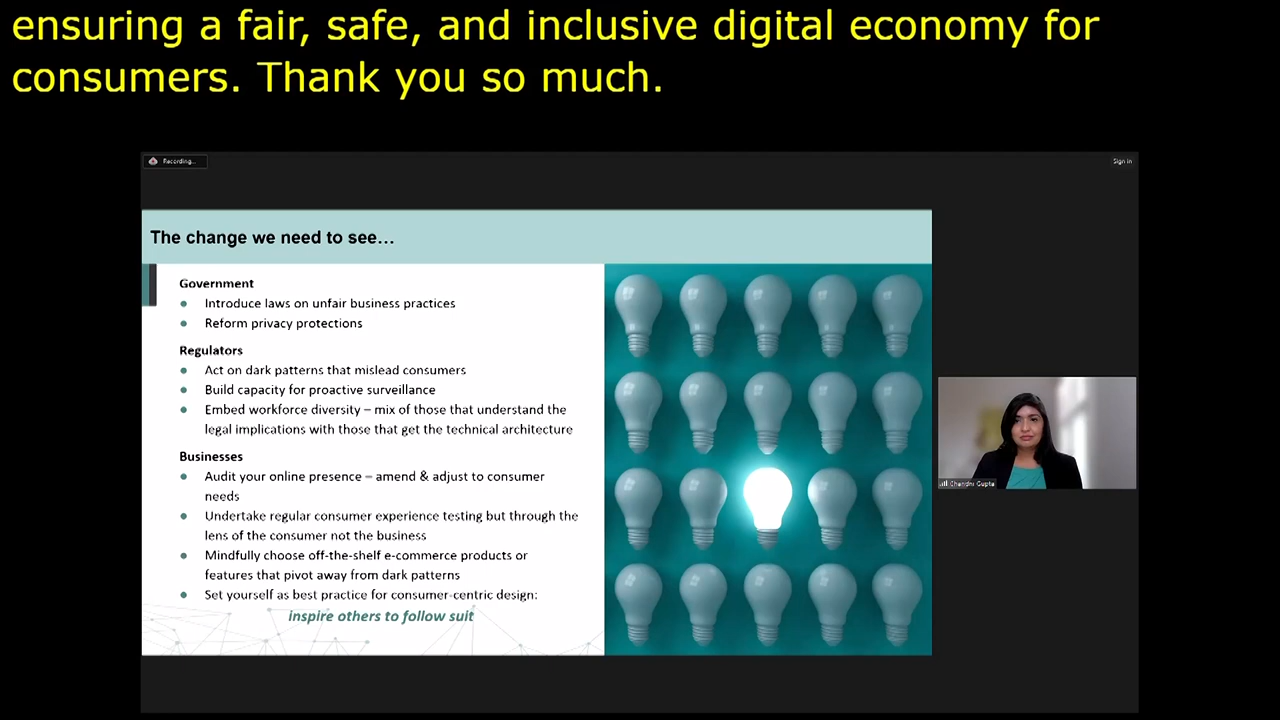 ensuring a fair, safe, and inclusive digital economy for
consumers. Thank you so much.
Recording...
Sign in
The change we need to see...
Government
● Introduce laws on unfair business practices
● Reform privacy protections
Regulators
● Act on dark patterns that mislead consumers
● Build capacity for proactive surveillance
● Embed workforce diversity – mix of those that understand the
legal implications with those that get the technical architecture
Businesses
● Audit your online presence – amend & adjust to consumer
needs
● Undertake regular consumer experience testing but through the
lens of the consumer not the business
● Mindfully choose off-the-shelf e-commerce products or
features that pivot away from dark patterns
● Set yourself as best practice for consumer-centric design:
inspire others to follow suit
Chandni Gupta